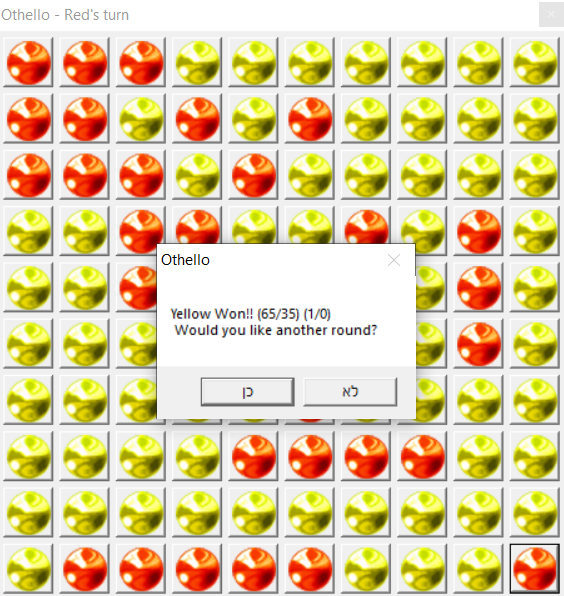 Othello - Red's turn
Othello
Yellow Won!! (65/35) (1/0)
Would you like another round?
כן
לא